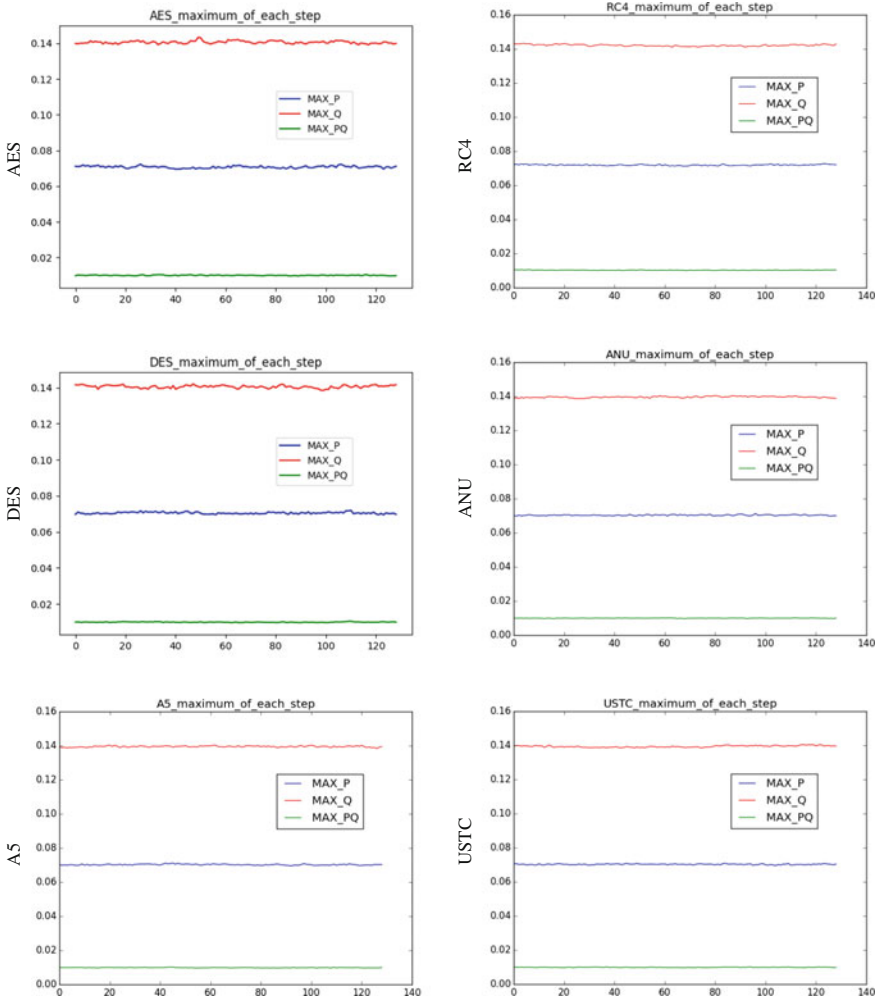 AES_maximum_of_each_step
AES
0.14
0.12
0.10
0.08
0.06
0.04
0.02
MAX_P
MAX_Q
MAX_PQ
0 20 40 60 80 100 120
RC4_maximum_of_each_step
RC4
0.16
0.14
0.12
0.10
0.08
0.06
0.04
0.02
0.00
MAX_P
MAX_Q
MAX_PQ
0 20 40 60 80 100 120 140
DES_maximum_of_each_step
DES
0.14
0.12
0.10
0.08
0.06
0.04
0.02
MAX_P
MAX_Q
MAX_PQ
0 20 40 60 80 100 120
ANU_maximum_of_each_step
ANU
0.16
0.14
0.12
0.10
0.08
0.06
0.04
0.02
0.00
MAX_P
MAX_Q
MAX_PQ
0 20 40 60 80 100 120 140
A5_maximum_of_each_step
A5
0.16
0.14
0.12
0.10
0.08
0.06
0.04
0.02
0.00
MAX_P
MAX_Q
MAX_PQ
0 20 40 60 80 100 120 140
USTC_maximum_of_each_step
USTC
0.16
0.14
0.12
0.10
0.08
0.06
0.04
0.02
0.00
MAX_P
MAX_Q
MAX_PQ
0 20 40 60 80 100 120 140